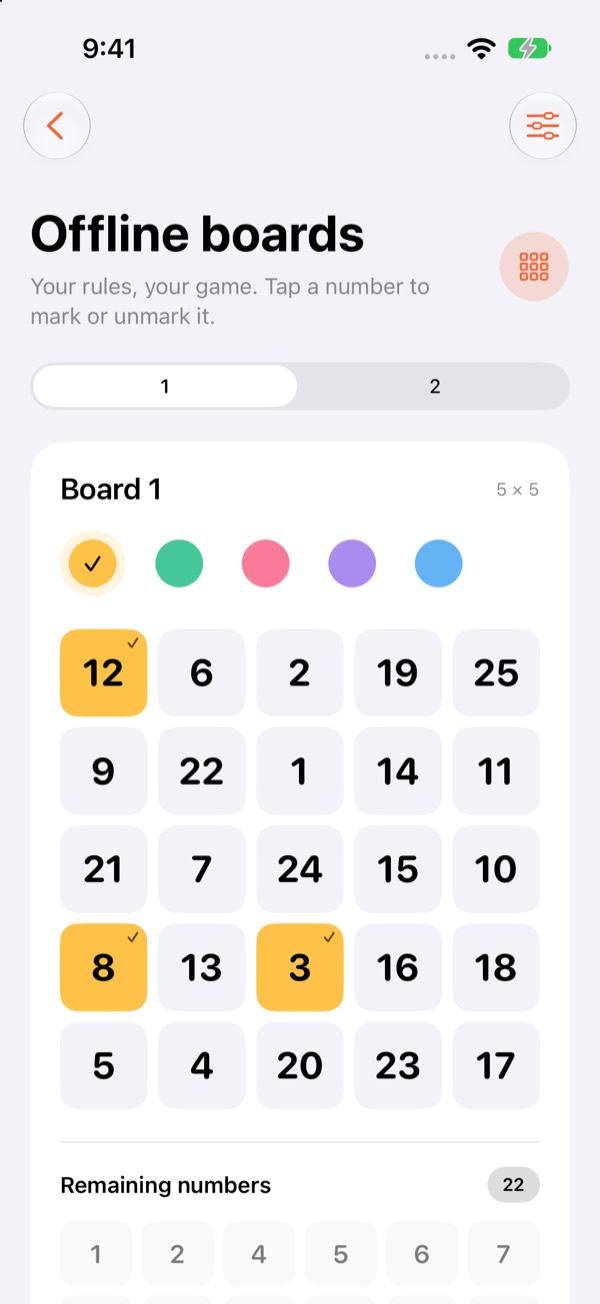 9:41
Offline boards
Your rules, your game. Tap a number to
mark or unmark it.
1 2
Board 1 5 × 5
12 6 2 19 25
9 22 1 14 11
21 7 24 15 10
8 13 3 16 18
5 4 20 23 17
Remaining numbers 22
1 2 4 5 6 7